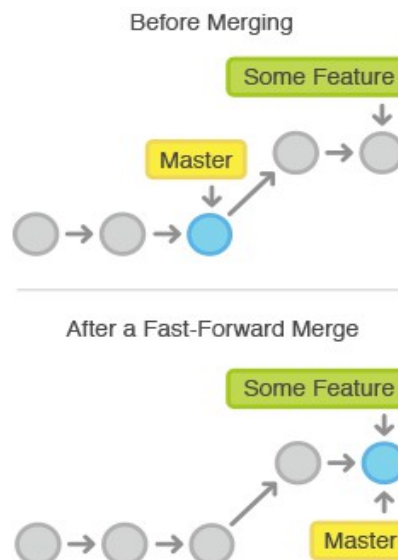 Before Merging
Some Feature
Master
After a Fast-Forward Merge
Some Feature
Master